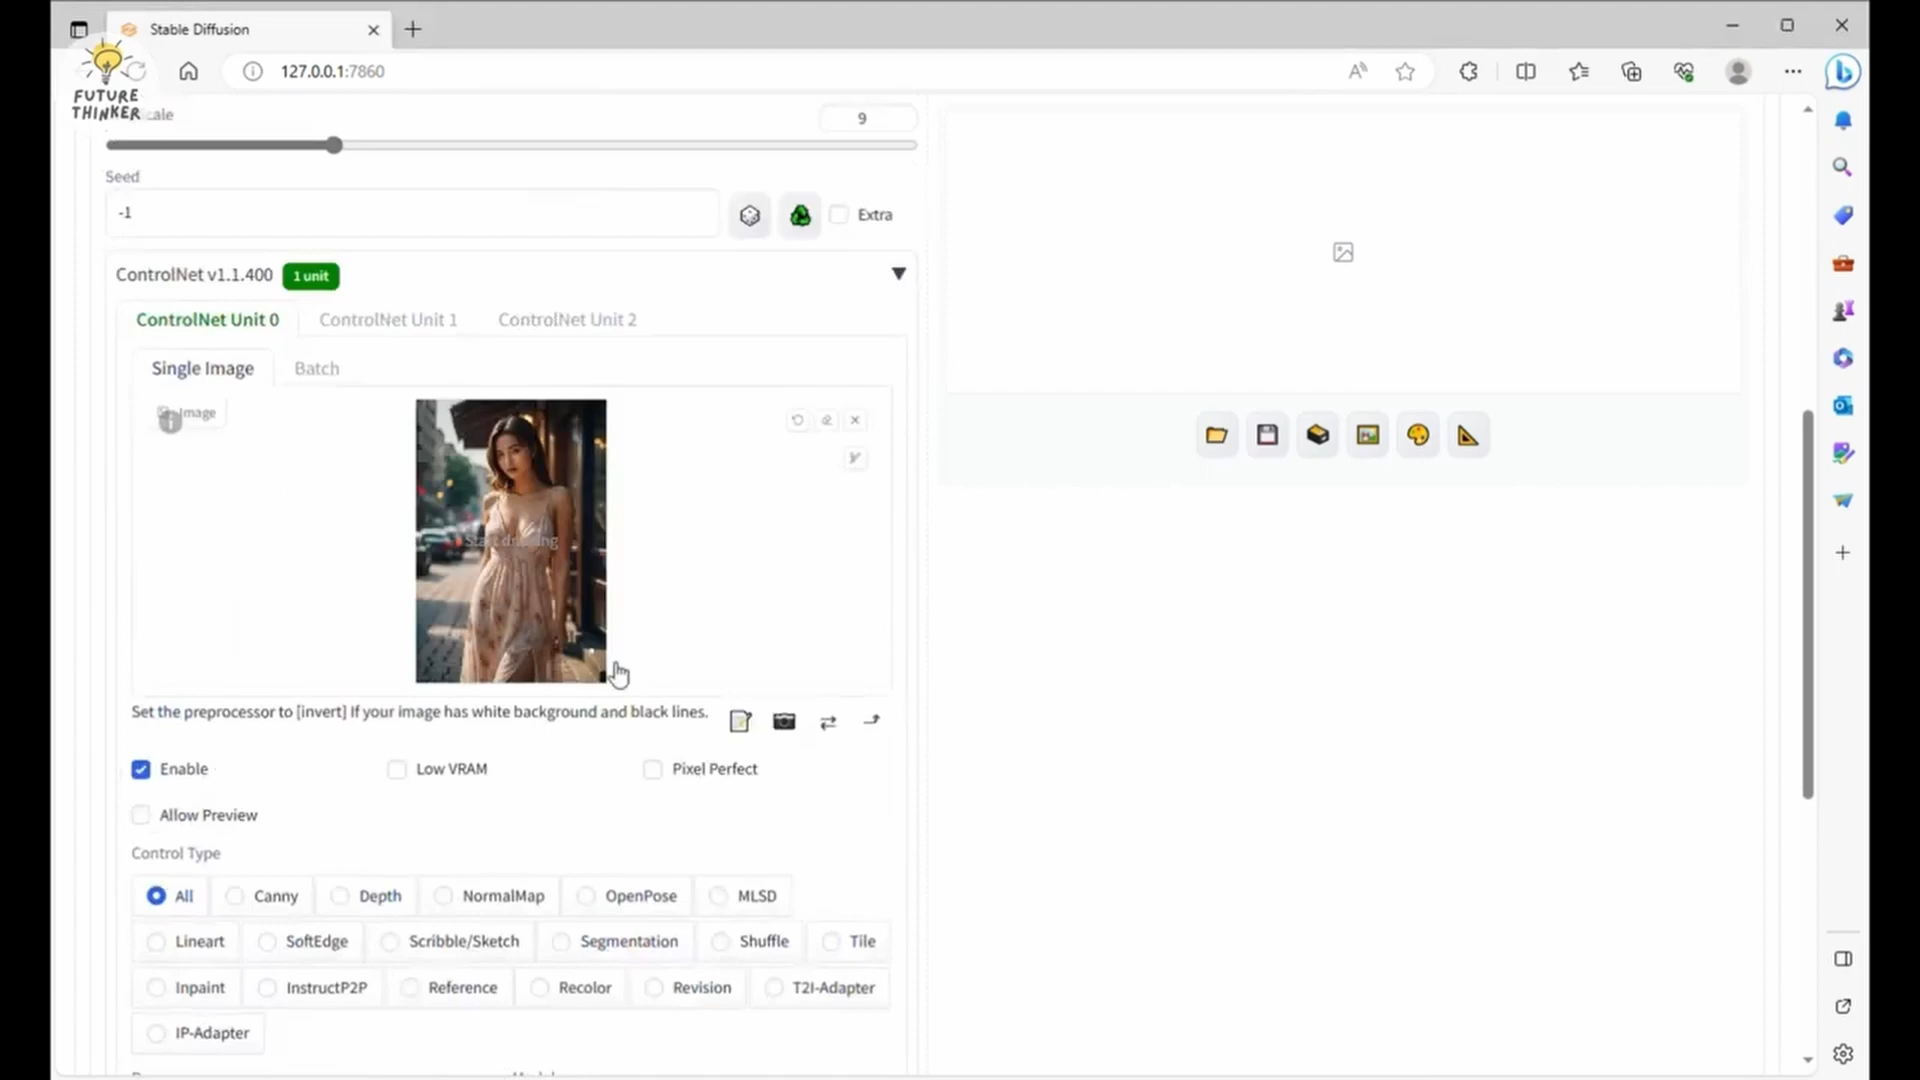 Stable Diffusion
127.0.0.1:7860
FUTURE
THINKER
Scale
9
Seed
-1
Extra
ControlNet v1.1.400
1 unit
ControlNet Unit 0
ControlNet Unit 1
ControlNet Unit 2
Single Image
Batch
Image
Start drawing
Set the preprocessor to [invert] If your image has white background and black lines.
Enable
Low VRAM
Pixel Perfect
Allow Preview
Control Type
All
Canny
Depth
NormalMap
OpenPose
MLSD
Lineart
SoftEdge
Scribble/Sketch
Segmentation
Shuffle
Tile
Inpaint
InstructP2P
Reference
Recolor
Revision
T2I-Adapter
IP-Adapter